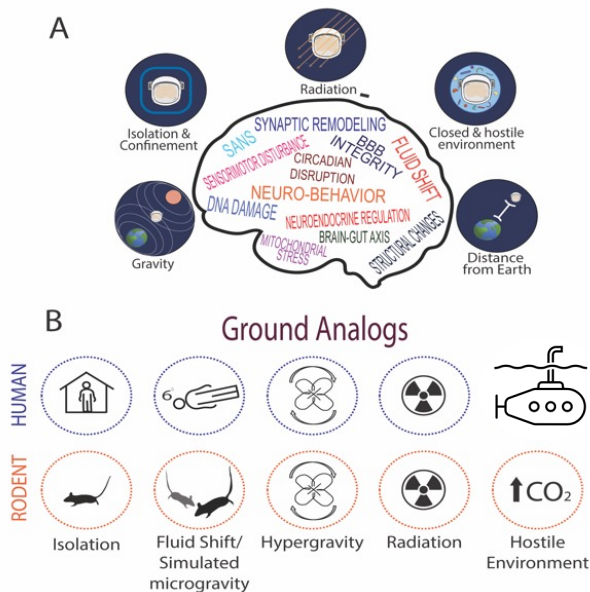 A
Radiation
Isolation &
Confinement
Closed & hostile
environment
Gravity
Distance
from Earth
SYNAPTIC REMODELING
SANS
SENSORIMOTOR DISTURBANCE
BBB
INTEGRITY
FLUID SHIFT
CIRCADIAN
DISRUPTION
NEURO-BEHAVIOR
DNA DAMAGE
NEUROENDOCRINE REGULATION
BRAIN-GUT AXIS
MITOCHONDRIAL
STRESS
STRUCTURAL CHANGES
B
Ground Analogs
HUMAN
6°
RODENT
CO₂
Isolation
Fluid Shift/
Simulated
microgravity
Hypergravity
Radiation
Hostile
Environment